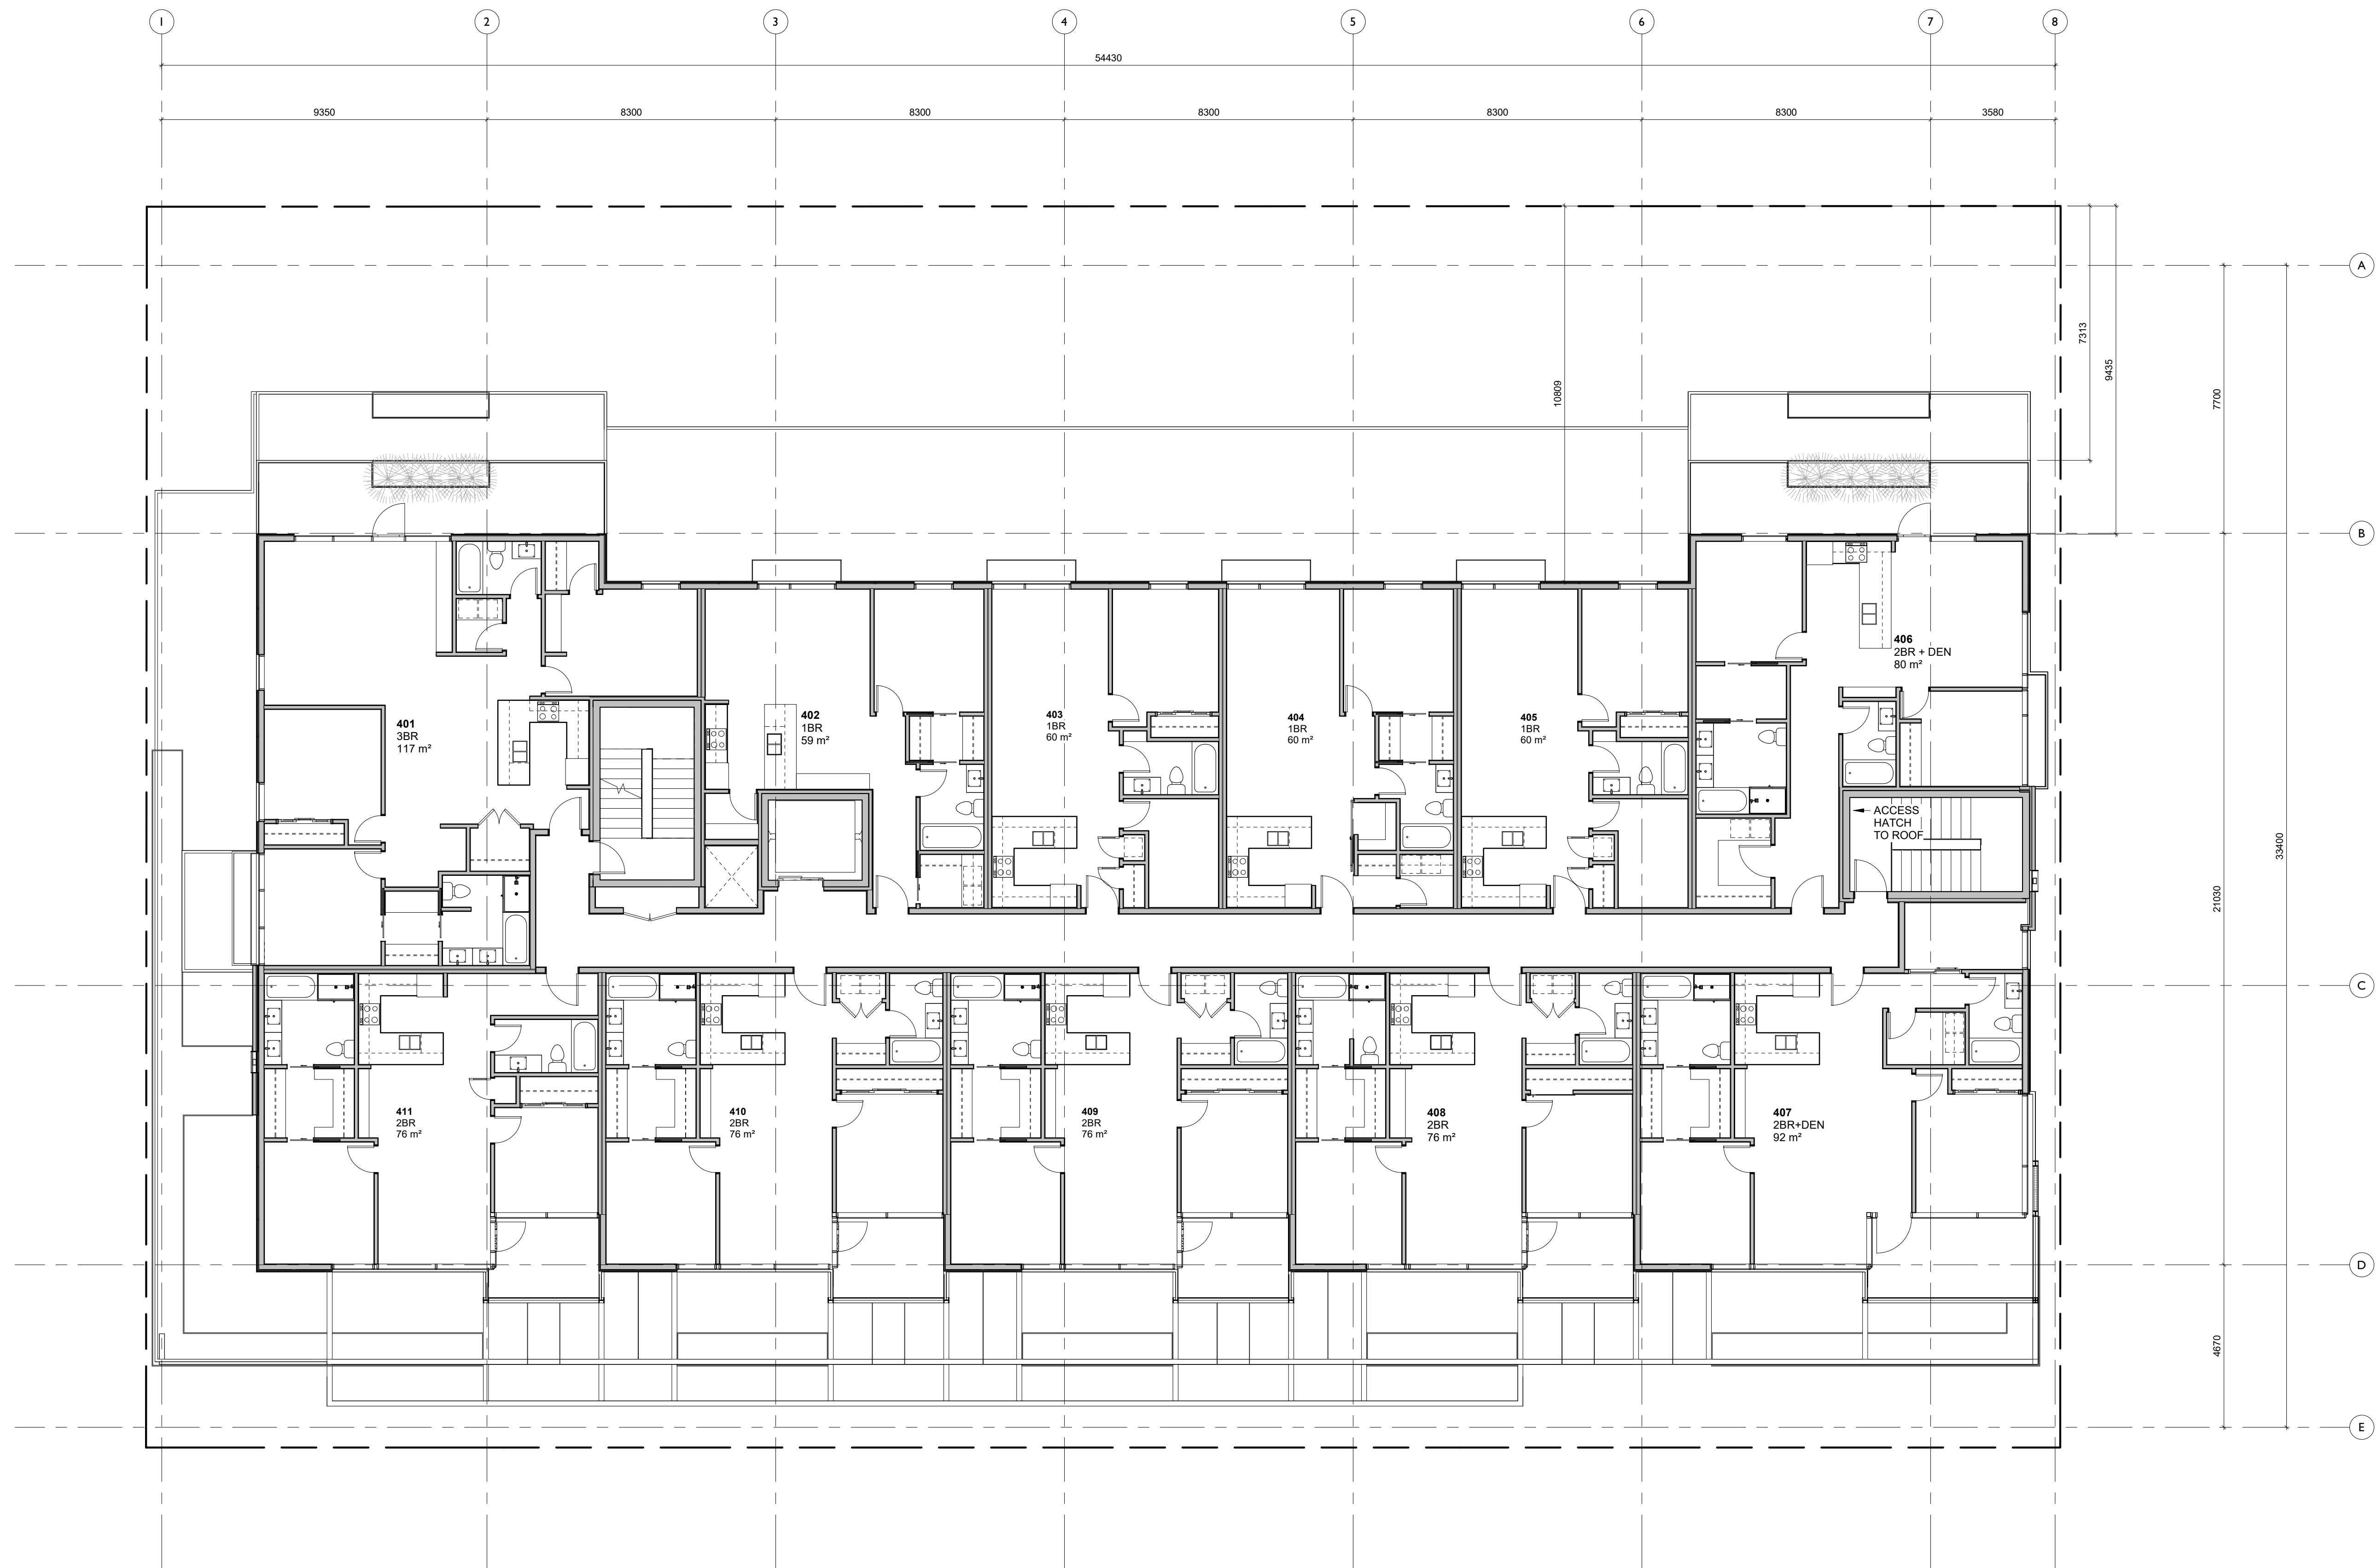 1
2
3
4
5
6
7
8
54430
9350
8300
8300
8300
8300
8300
3580
A
7313
9435
10809
7700
B
401
3BR
117 m²
402
1BR
59 m²
403
1BR
60 m²
404
1BR
60 m²
405
1BR
60 m²
406
2BR + DEN
80 m²
ACCESS
HATCH
TO ROOF
33400
21030
C
411
2BR
76 m²
410
2BR
76 m²
409
2BR
76 m²
408
2BR
76 m²
407
2BR+DEN
92 m²
D
4670
E